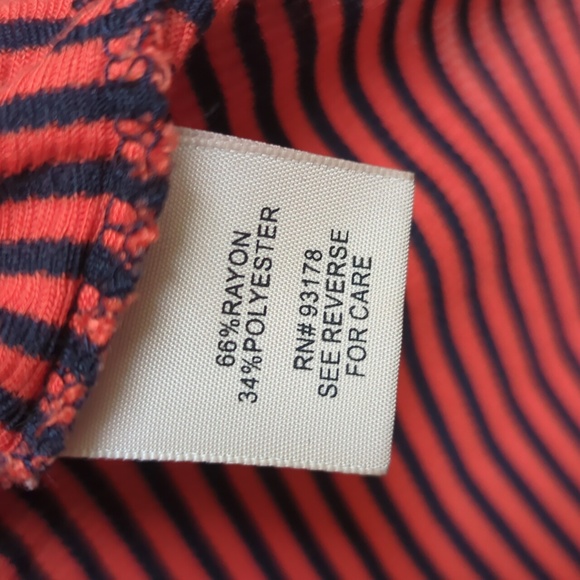 66%RAYON
34%POLYESTER
RN# 93178
SEE REVERSE
FOR CARE